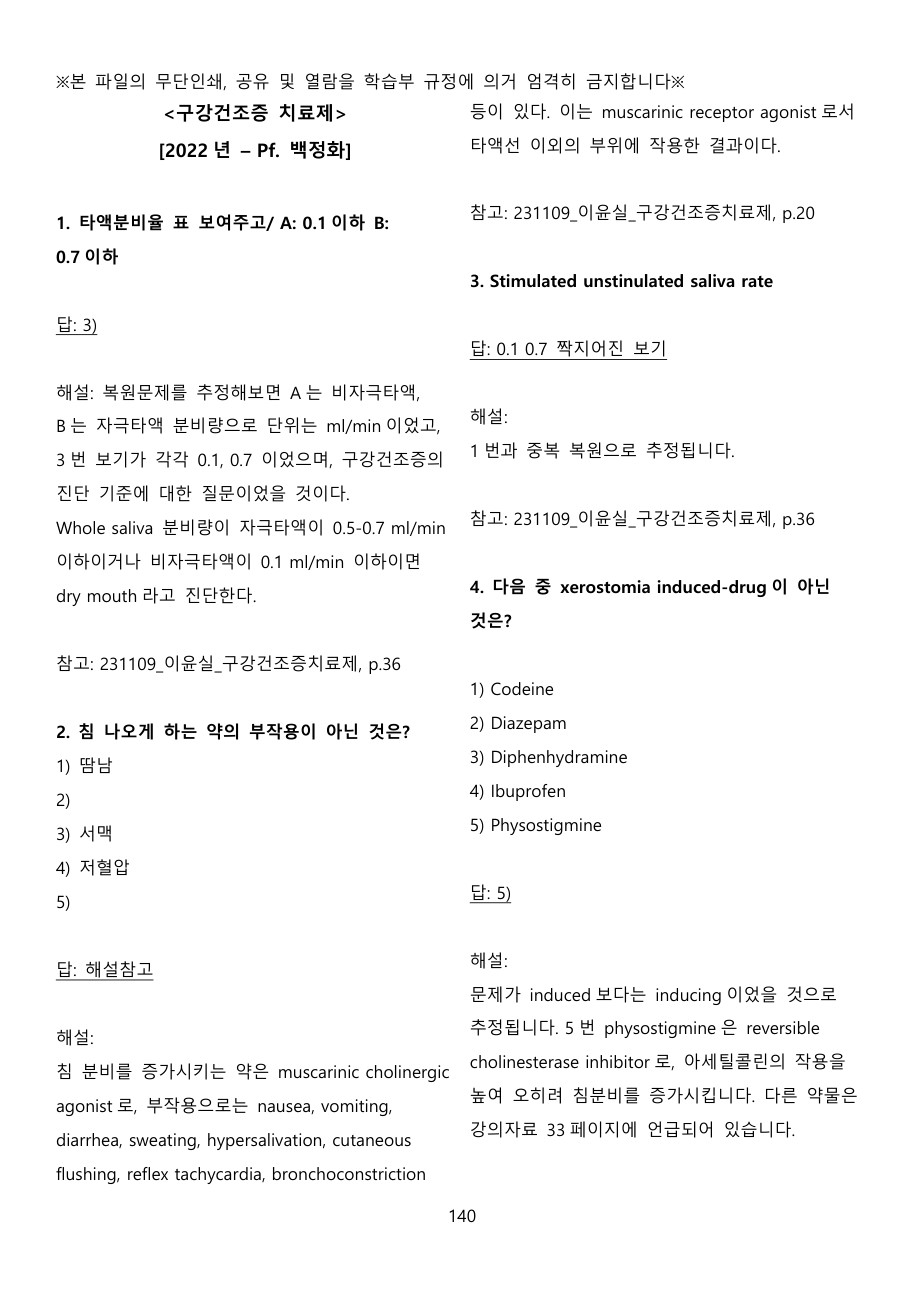 ※본 파일의 무단인쇄, 공유 및 열람을 학습부 규정에 의거 엄격히 금지합니다※
<구강건조증 치료제>
[2022 년 – Pf. 백정화]
1. 타액분비율 표 보여주고/ A: 0.1 이하 B:
0.7 이하
답: 3)
해설: 복원문제를 추정해보면 A 는 비자극타액,
B 는 자극타액 분비량으로 단위는 ml/min 이었고,
3 번 보기가 각각 0.1, 0.7 이었으며, 구강건조증의
진단 기준에 대한 질문이었을 것이다.
Whole saliva 분비량이 자극타액이 0.5-0.7 ml/min
이하이거나 비자극타액이 0.1 ml/min 이하이면
dry mouth 라고 진단한다.
참고: 231109_이윤실_구강건조증치료제, p.36
2. 침 나오게 하는 약의 부작용이 아닌 것은?
1) 땀남
2)
3) 서맥
4) 저혈압
5)
답: 해설참고
해설:
침 분비를 증가시키는 약은 muscarinic cholinergic
agonist 로, 부작용으로는 nausea, vomiting,
diarrhea, sweating, hypersalivation, cutaneous
flushing, reflex tachycardia, bronchoconstriction
등이 있다. 이는 muscarinic receptor agonist 로서
타액선 이외의 부위에 작용한 결과이다.
참고: 231109_이윤실_구강건조증치료제, p.20
3. Stimulated unstinulated saliva rate
답: 0.1 0.7 짝지어진 보기
해설:
1 번과 중복 복원으로 추정됩니다.
참고: 231109_이윤실_구강건조증치료제, p.36
4. 다음 중 xerostomia induced-drug 이 아닌
것은?
1) Codeine
2) Diazepam
3) Diphenhydramine
4) Ibuprofen
5) Physostigmine
답: 5)
해설:
문제가 induced 보다는 inducing 이었을 것으로
추정됩니다. 5 번 physostigmine 은 reversible
cholinesterase inhibitor 로, 아세틸콜린의 작용을
높여 오히려 침분비를 증가시킵니다. 다른 약물은
강의자료 33 페이지에 언급되어 있습니다.
140